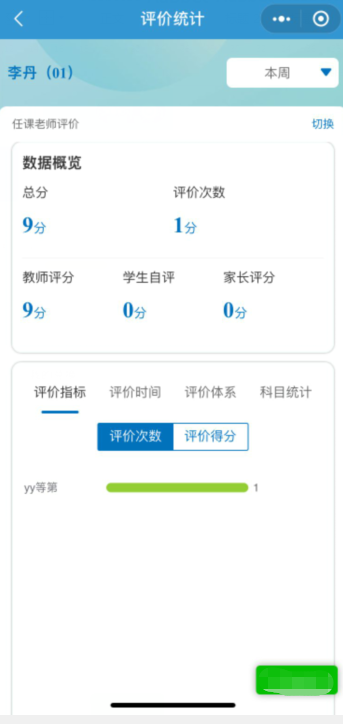 评价统计
李丹（01）
本周
任课老师评价
切换
数据概览
总分 评价次数
9分 1分
教师评分 学生自评 家长评分
9分 0分 0分
评价指标 评价时间 评价体系 科目统计
评价次数 评价得分
yy等第 1